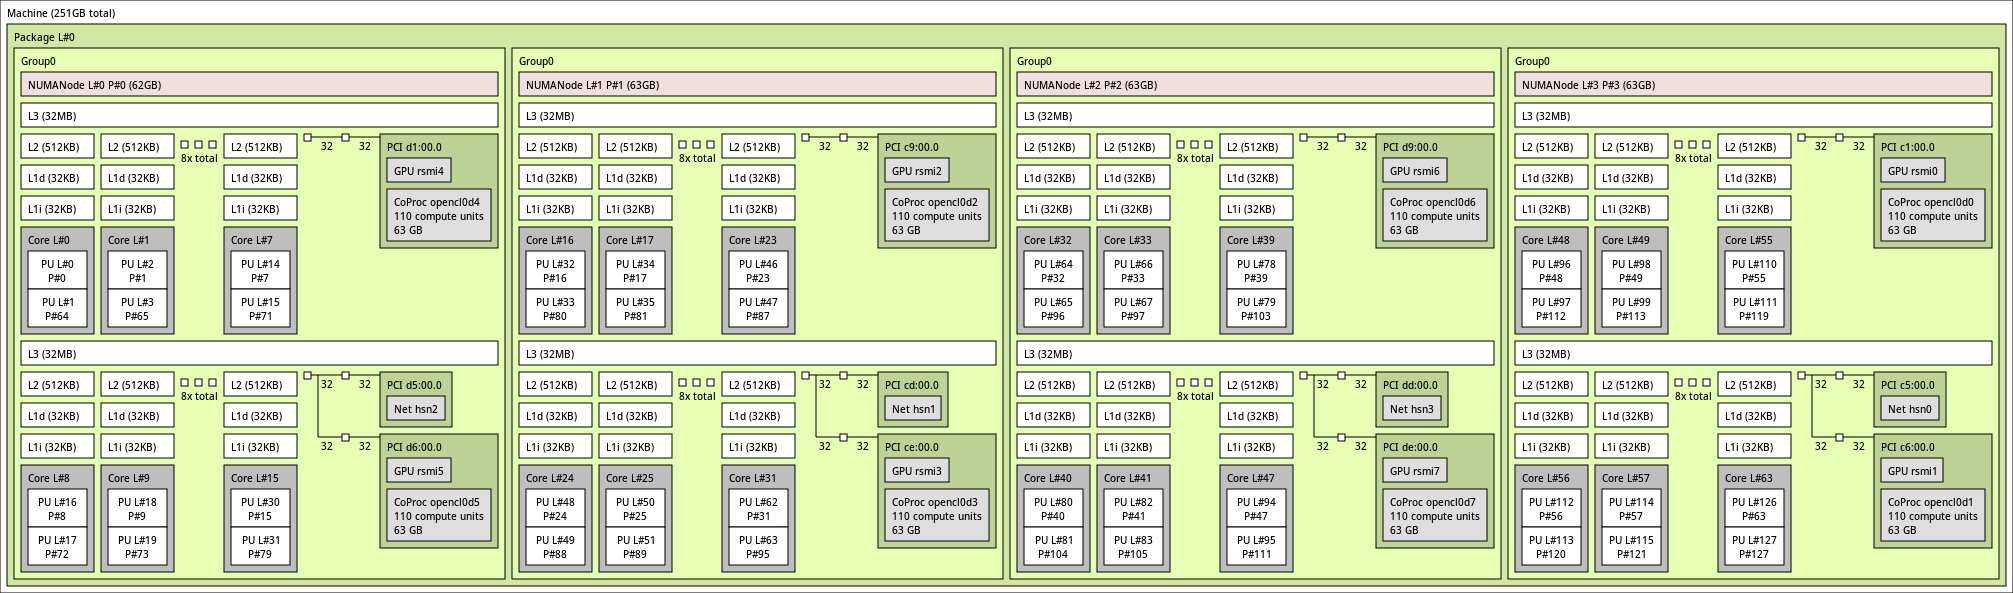 Machine (251GB total)
Package L#0
Group0
NUMANode L#0 P#0 (62GB)
L3 (32MB)
L2 (512KB) L2 (512KB) 8x total L2 (512KB) 32 32 PCI d1:00.0
GPU rsmi4
L1d (32KB) L1d (32KB) L1d (32KB)
CoProc opencl0d4
110 compute units
63 GB
L1i (32KB) L1i (32KB) L1i (32KB)
Core L#0 Core L#1 Core L#7
PU L#0 PU L#2 PU L#14
P#0 P#1 P#7
PU L#1 PU L#3 PU L#15
P#64 P#65 P#71
L3 (32MB)
L2 (512KB) L2 (512KB) 8x total L2 (512KB) 32 32 PCI d5:00.0
Net hsn2
L1d (32KB) L1d (32KB) L1d (32KB)
L1i (32KB) L1i (32KB) L1i (32KB) 32 32 PCI d6:00.0
GPU rsmi5
CoProc opencl0d5
110 compute units
63 GB
Core L#8 Core L#9 Core L#15
PU L#16 PU L#18 PU L#30
P#8 P#9 P#15
PU L#17 PU L#19 PU L#31
P#72 P#73 P#79
Group0
NUMANode L#1 P#1 (63GB)
L3 (32MB)
L2 (512KB) L2 (512KB) 8x total L2 (512KB) 32 32 PCI c9:00.0
GPU rsmi2
L1d (32KB) L1d (32KB) L1d (32KB)
CoProc opencl0d2
110 compute units
63 GB
L1i (32KB) L1i (32KB) L1i (32KB)
Core L#16 Core L#17 Core L#23
PU L#32 PU L#34 PU L#46
P#16 P#17 P#23
PU L#33 PU L#35 PU L#47
P#80 P#81 P#87
L3 (32MB)
L2 (512KB) L2 (512KB) 8x total L2 (512KB) 32 32 PCI cd:00.0
Net hsn1
L1d (32KB) L1d (32KB) L1d (32KB)
L1i (32KB) L1i (32KB) L1i (32KB) 32 32 PCI ce:00.0
GPU rsmi3
CoProc opencl0d3
110 compute units
63 GB
Core L#24 Core L#25 Core L#31
PU L#48 PU L#50 PU L#62
P#24 P#25 P#31
PU L#49 PU L#51 PU L#63
P#88 P#89 P#95
Group0
NUMANode L#2 P#2 (63GB)
L3 (32MB)
L2 (512KB) L2 (512KB) 8x total L2 (512KB) 32 32 PCI d9:00.0
GPU rsmi6
L1d (32KB) L1d (32KB) L1d (32KB)
CoProc opencl0d6
110 compute units
63 GB
L1i (32KB) L1i (32KB) L1i (32KB)
Core L#32 Core L#33 Core L#39
PU L#64 PU L#66 PU L#78
P#32 P#33 P#39
PU L#65 PU L#67 PU L#79
P#96 P#97 P#103
L3 (32MB)
L2 (512KB) L2 (512KB) 8x total L2 (512KB) 32 32 PCI dd:00.0
Net hsn3
L1d (32KB) L1d (32KB) L1d (32KB)
L1i (32KB) L1i (32KB) L1i (32KB) 32 32 PCI de:00.0
GPU rsmi7
CoProc opencl0d7
110 compute units
63 GB
Core L#40 Core L#41 Core L#47
PU L#80 PU L#82 PU L#94
P#40 P#41 P#47
PU L#81 PU L#83 PU L#95
P#104 P#105 P#111
Group0
NUMANode L#3 P#3 (63GB)
L3 (32MB)
L2 (512KB) L2 (512KB) 8x total L2 (512KB) 32 32 PCI c1:00.0
GPU rsmi0
L1d (32KB) L1d (32KB) L1d (32KB)
CoProc opencl0d0
110 compute units
63 GB
L1i (32KB) L1i (32KB) L1i (32KB)
Core L#48 Core L#49 Core L#55
PU L#96 PU L#98 PU L#110
P#48 P#49 P#55
PU L#97 PU L#99 PU L#111
P#112 P#113 P#119
L3 (32MB)
L2 (512KB) L2 (512KB) 8x total L2 (512KB) 32 32 PCI c5:00.0
Net hsn0
L1d (32KB) L1d (32KB) L1d (32KB)
L1i (32KB) L1i (32KB) L1i (32KB) 32 32 PCI c6:00.0
GPU rsmi1
CoProc opencl0d1
110 compute units
63 GB
Core L#56 Core L#57 Core L#63
PU L#112 PU L#114 PU L#126
P#56 P#57 P#63
PU L#113 PU L#115 PU L#127
P#120 P#121 P#127